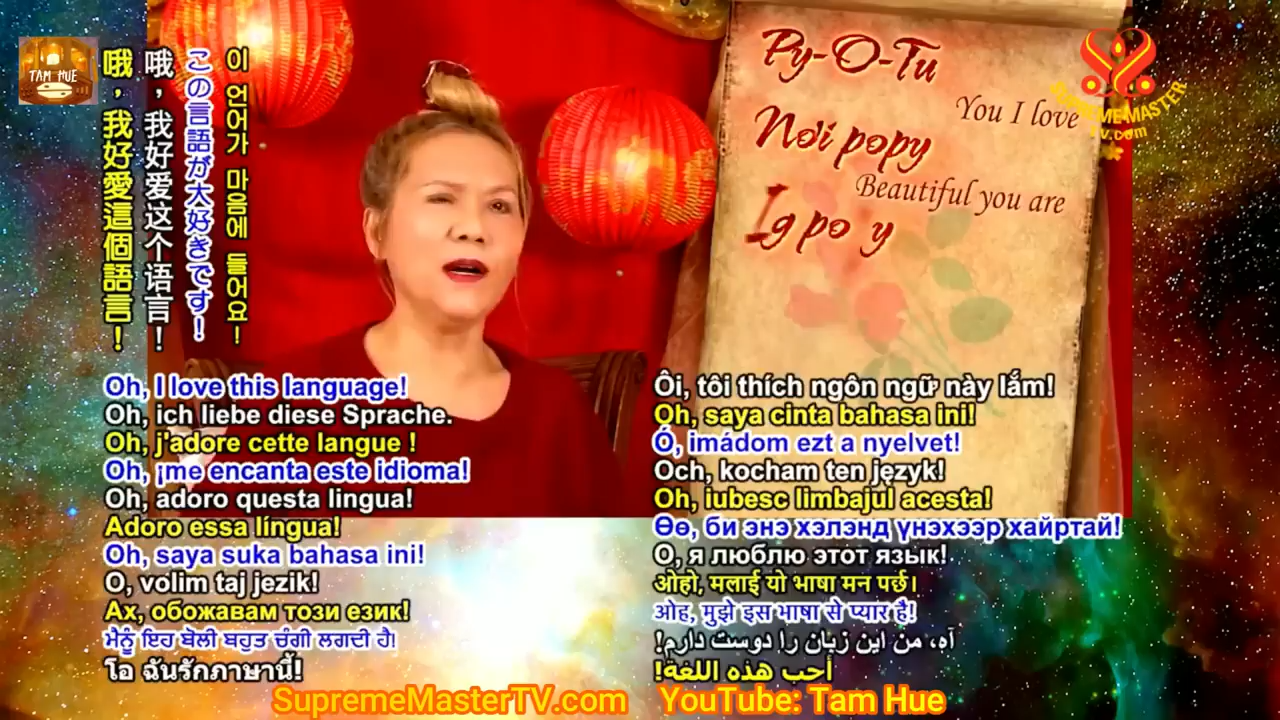 TAM HUE
哦，我好愛這個語言！
哦，我好爱这个语言！
この言語が大好きです！
이 언어가 마음에 들어요!
Py-O-Tu
You I love
Nơi popy
Beautiful you are
Ig po y
SUPREME MASTER
TV.com
Oh, I love this language!
Oh, ich liebe diese Sprache.
Oh, j'adore cette langue !
Oh, ¡me encanta este idioma!
Oh, adoro questa lingua!
Adoro essa língua!
Oh, saya suka bahasa ini!
O, volim taj jezik!
Ах, обожавам този език!
ਮੈਨੂੰ ਇਹ ਬੋਲੀ ਬਹੁਤ ਚੰਗੀ ਲਗਦੀ ਹੈ!
โอ ฉันรักภาษานี้!
Ôi, tôi thích ngôn ngữ này lắm!
Oh, saya cinta bahasa ini!
Ó, imádom ezt a nyelvet!
Och, kocham ten język!
Oh, iubesc limbajul acesta!
Өө, би энэ хэлэнд үнэхээр хайртай!
О, я люблю этот язык!
ओहो, मलाई यो भाषा मन पर्छ।
ओह, मुझे इस भाषा से प्यार है!
آه، من این زبان را دوست دارم!
أحب هذه اللغة!
SupremeMasterTV.com YouTube: Tam Hue